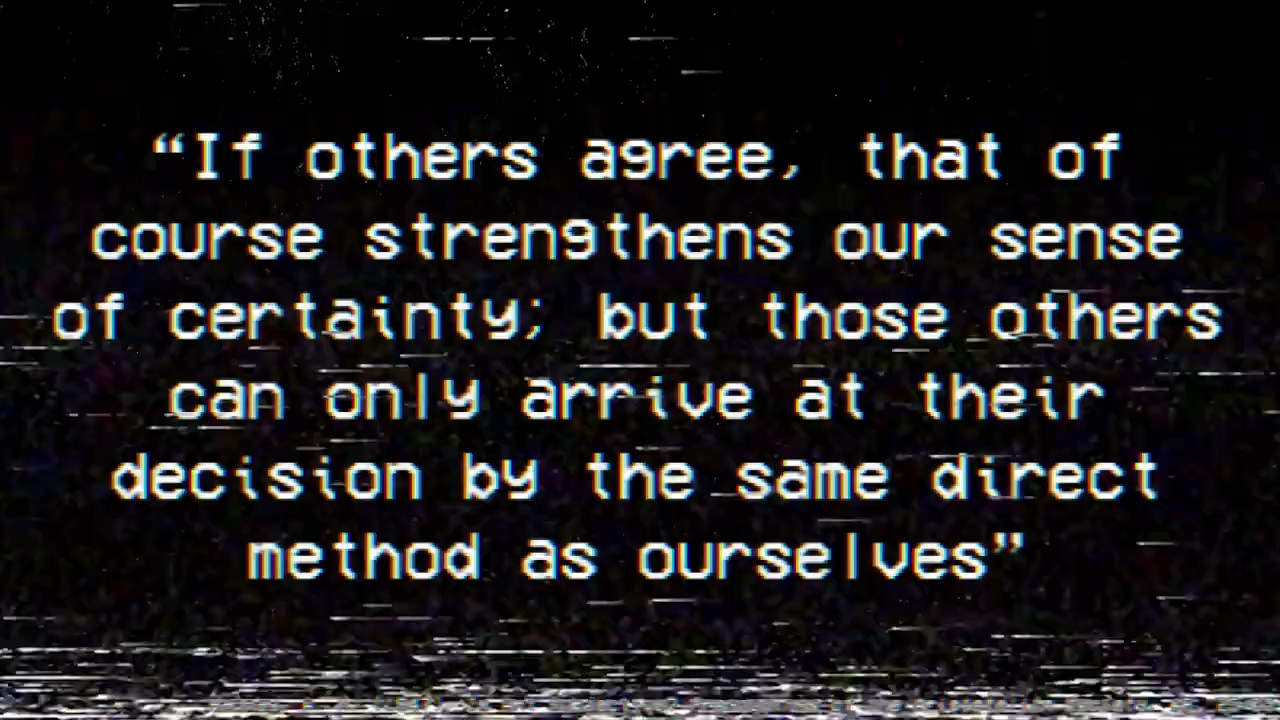 “If others agree, that of
course strengthens our sense
of certainty; but those others
can only arrive at their
decision by the same direct
method as ourselves”